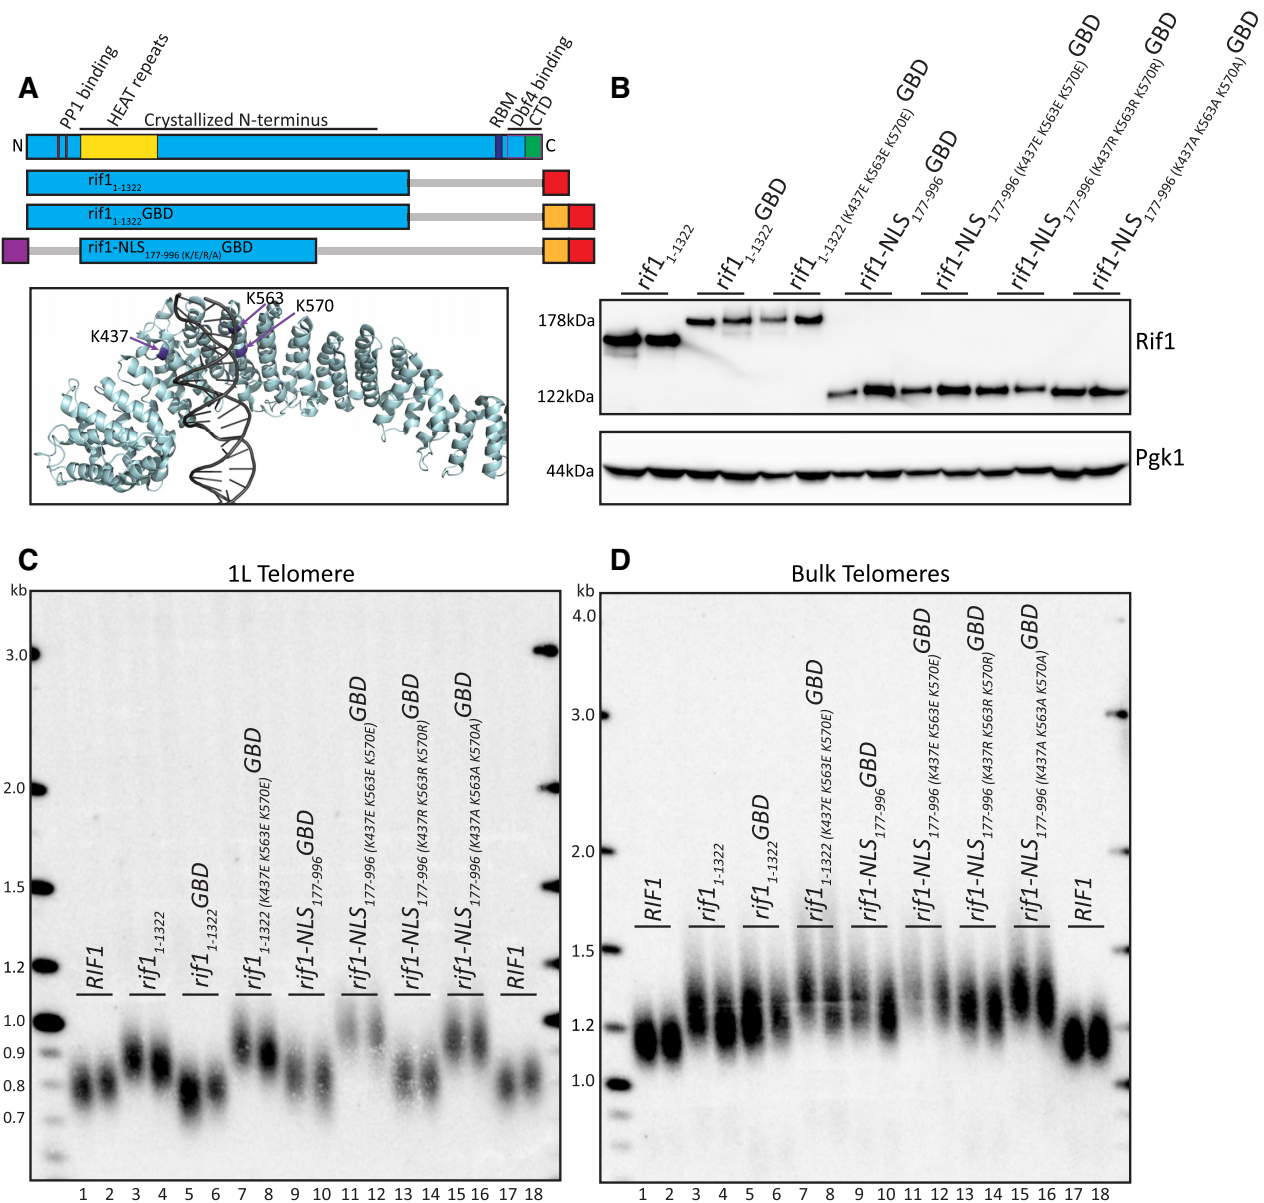 A
PP1 binding
HEAT repeats
Crystallized N-terminus
RBM
Dbf4 binding
CTD
N
C
rif1 1-1322
rif1 1-1322 GBD
rif1-NLS 177-996 (K/E/R/A) GBD
K437
K563
K570
B
rif1 1-1322
rif1 1-1322 GBD
rif1 1-1322 (K437E K563E K570E) GBD
rif1-NLS 177-996 GBD
rif1-NLS 177-996 (K437E K563E K570E) GBD
rif1-NLS 177-996 (K437R K563R K570R) GBD
rif1-NLS 177-996 (K437A K563A K570A) GBD
178kDa
122kDa
Rif1
44kDa
Pgk1
C
1L Telomere
kb
3.0
2.0
1.5
1.2
1.0
0.9
0.8
0.7
RIF1
rif1 1-1322
rif1 1-1322 GBD
rif1 1-1322 (K437E K563E K570E) GBD
rif1-NLS 177-996 GBD
rif1-NLS 177-996 (K437E K563E K570E) GBD
rif1-NLS 177-996 (K437R K563R K570R) GBD
rif1-NLS 177-996 (K437A K563A K570A) GBD
RIF1
1 2 3 4 5 6 7 8 9 10 11 12 13 14 15 16 17 18
D
Bulk Telomeres
kb
4.0
3.0
2.0
1.5
1.2
1.0
RIF1
rif1 1-1322
rif1 1-1322 GBD
rif1 1-1322 (K437E K563E K570E) GBD
rif1-NLS 177-996 GBD
rif1-NLS 177-996 (K437E K563E K570E) GBD
rif1-NLS 177-996 (K437R K563R K570R) GBD
rif1-NLS 177-996 (K437A K563A K570A) GBD
RIF1
1 2 3 4 5 6 7 8 9 10 11 12 13 14 15 16 17 18